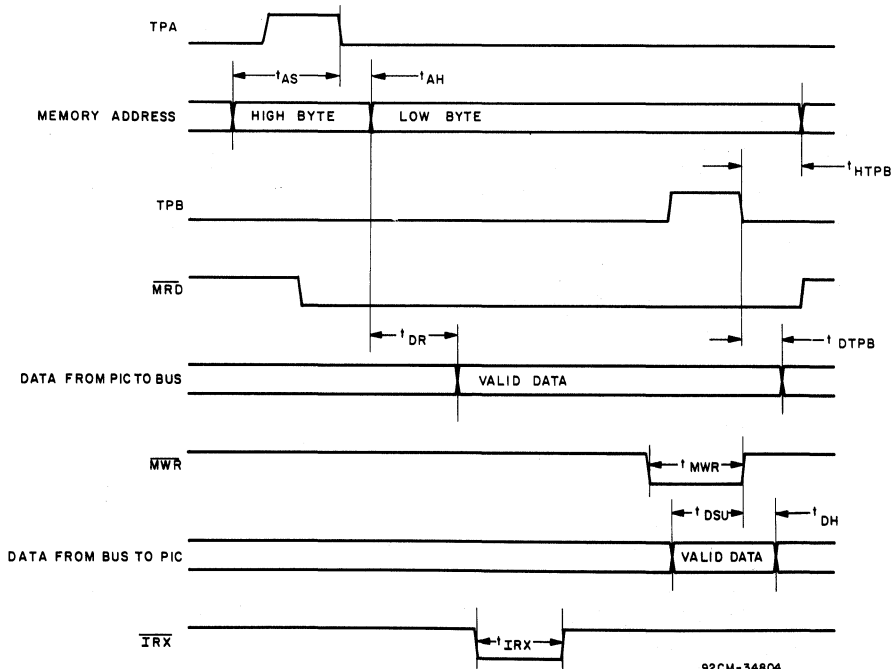 TPA
tAS
tAH
MEMORY ADDRESS
HIGH BYTE
LOW BYTE
tHTPB
TPB
MRD
tDR
tDTPB
DATA FROM PIC TO BUS
VALID DATA
MWR
tMWR
tDSU
tDH
DATA FROM BUS TO PIC
VALID DATA
IRX
tIRX
92CM-34804